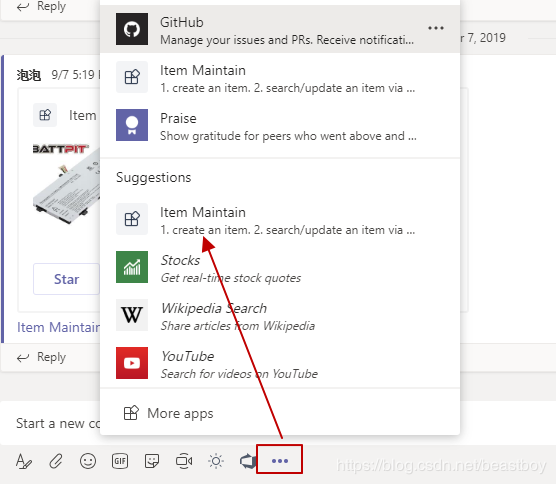 Reply
GitHub
Manage your issues and PRs. Receive notificati...
r 7, 2019
泡泡 9/7 5:19 P
Item Maintain
1. create an item. 2. search/update an item via ...
Item
Praise
Show gratitude for peers who went above and ...
BATTPIT
Suggestions
Item Maintain
1. create an item. 2. search/update an item via ...
Stocks
Get real-time stock quotes
Star
W
Wikipedia Search
Share articles from Wikipedia
Item Maintain
YouTube
Search for videos on YouTube
Reply
More apps
Start a new co
GIF
https://blog.csdn.net/beastboy